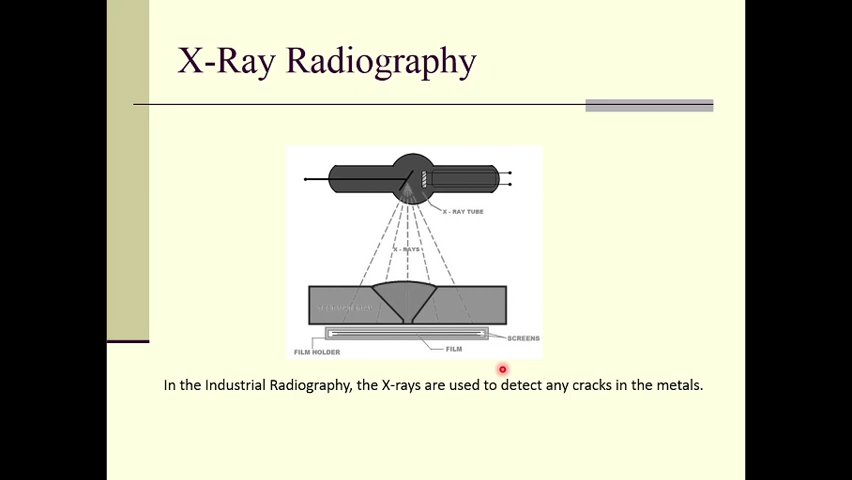 X-Ray Radiography
X - RAY TUBE
X - RAYS
FILM HOLDER
FILM
SCREENS
In the Industrial Radiography, the X-rays are used to detect any cracks in the metals.